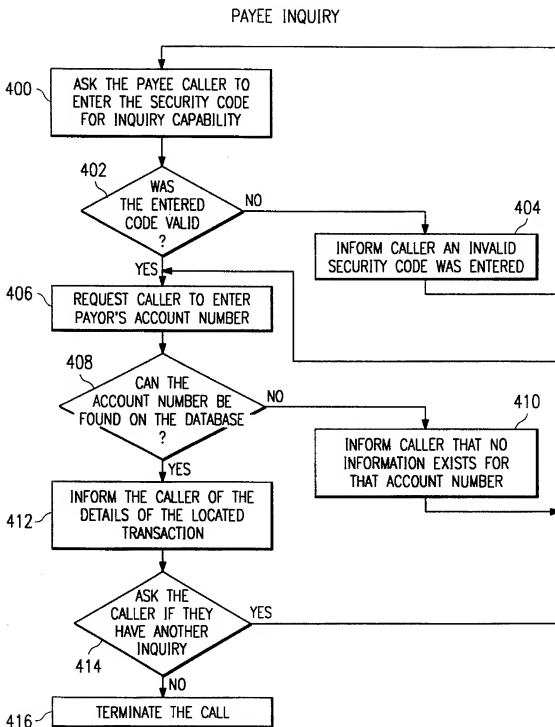 PAYEE INQUIRY
400
ASK THE PAYEE CALLER TO
ENTER THE SECURITY CODE
FOR INQUIRY CAPABILITY
402
WAS
THE ENTERED
CODE VALID
?
NO
YES
404
INFORM CALLER AN INVALID
SECURITY CODE WAS ENTERED
406
REQUEST CALLER TO ENTER
PAYOR'S ACCOUNT NUMBER
408
CAN THE
ACCOUNT NUMBER BE
FOUND ON THE DATABASE
?
NO
YES
410
INFORM CALLER THAT NO
INFORMATION EXISTS FOR
THAT ACCOUNT NUMBER
412
INFORM THE CALLER OF THE
DETAILS OF THE LOCATED
TRANSACTION
ASK THE
CALLER IF THEY
HAVE ANOTHER
INQUIRY
YES
414
NO
416
TERMINATE THE CALL